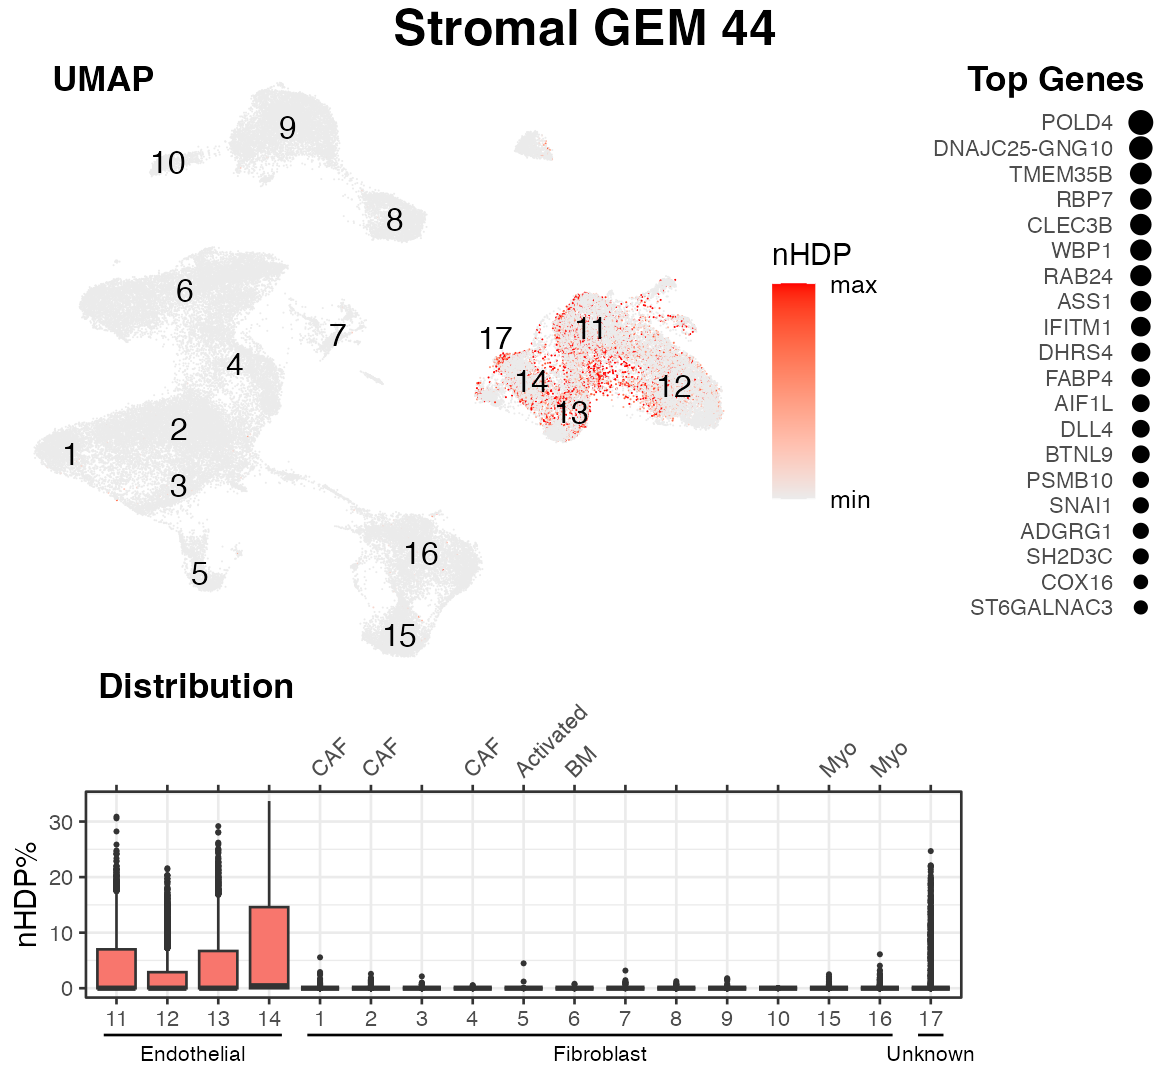 Stromal GEM 44
UMAP
9
10
8
6
7
4
2
1
3
5
16
15
17
11
14
12
13
nHDP
max
min
Top Genes
POLD4
DNAJC25-GNG10
TMEM35B
RBP7
CLEC3B
WBP1
RAB24
ASS1
IFITM1
DHRS4
FABP4
AIF1L
DLL4
BTNL9
PSMB10
SNAI1
ADGRG1
SH2D3C
COX16
ST6GALNAC3
Distribution
CAF CAF CAF Activated BM Myo Myo
nHDP%
30
20
10
0
11 12 13 14 1 2 3 4 5 6 7 8 9 10 15 16 17
Endothelial Fibroblast Unknown